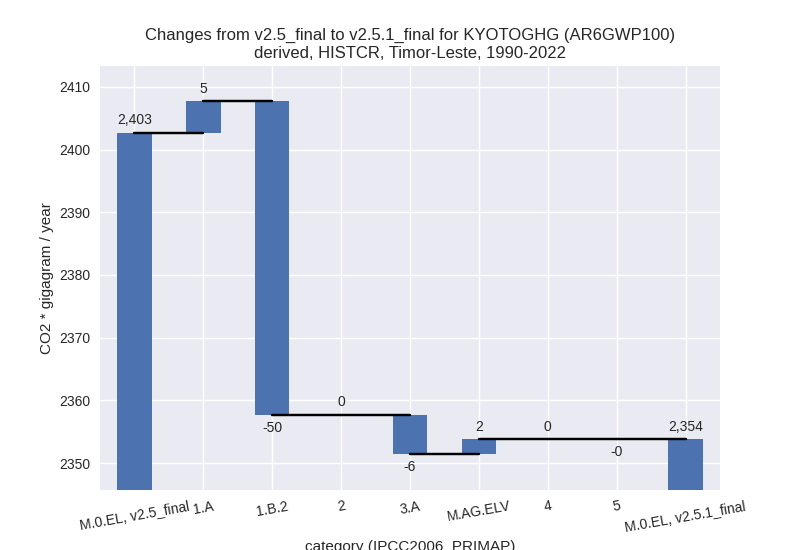 Changes from v2.5_final to v2.5.1_final for KYOTOGHG (AR6GWP100)
derived, HISTCR, Timor-Leste, 1990-2022
CO2 * gigagram / year
2410
2400
2390
2380
2370
2360
2350
2,403
5
-50
0
-6
2
0
-0
2,354
M.0.EL, v2.5_final
1.A
1.B.2
2
3.A
M.AG.ELV
4
5
M.0.EL, v2.5.1_final
category (IPCC2006_PRIMAP)